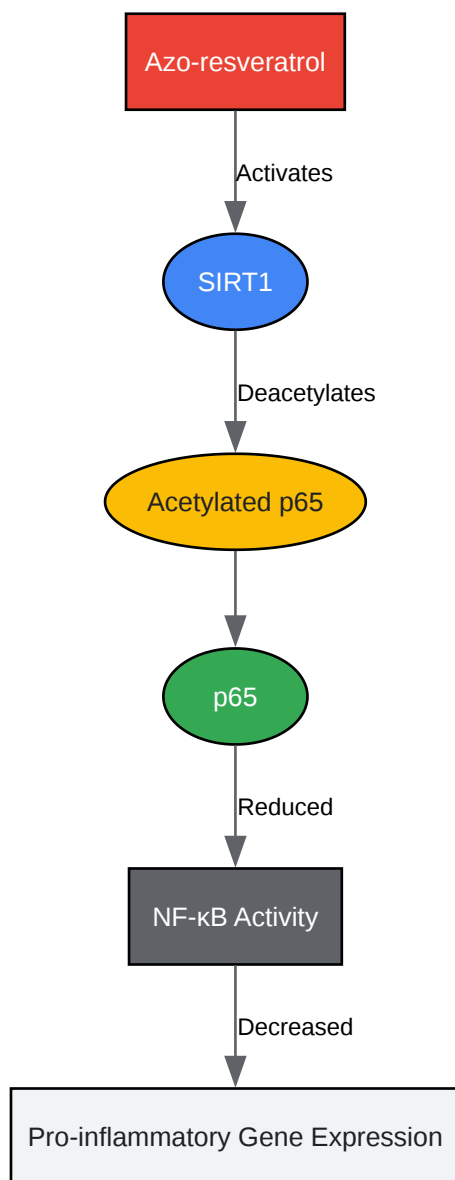 Azo-resveratrol
Activates
SIRT1
Deacetylates
Acetylated p65
p65
Reduced
NF-κB Activity
Decreased
Pro-inflammatory Gene Expression